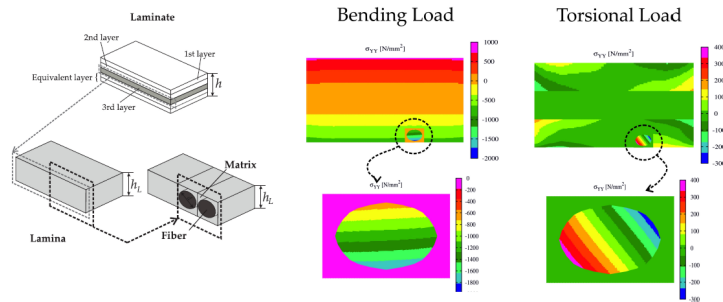 Laminate
2nd layer
1st layer
Equivalent layer
h
3rd layer
Matrix
h_L
h_L
Lamina
Fiber
Bending Load
σ_YY [N/mm²]
1000
500
0
-500
-1000
-1500
-2000
σ_YY [N/mm²]
0
-200
-400
-600
-800
-1000
-1200
-1400
-1600
-1800
Torsional Load
σ_YY [N/mm²]
400
300
200
100
0
-100
-200
-300
σ_YY [N/mm²]
400
300
200
100
0
-100
-200
-300